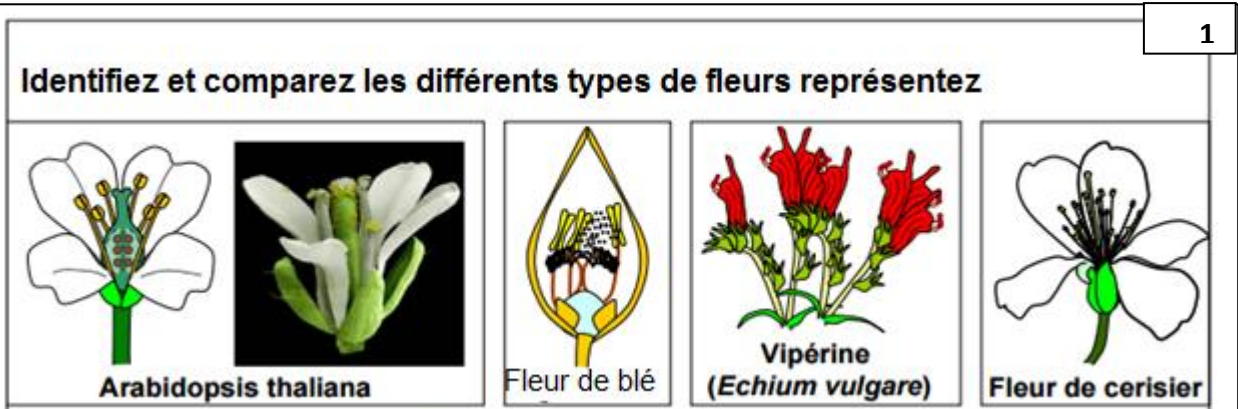 1
Identifiez et comparez les différents types de fleurs représentez
Arabidopsis thaliana
Fleur de blé
Vipérine
(Echium vulgare)
Fleur de cerisier